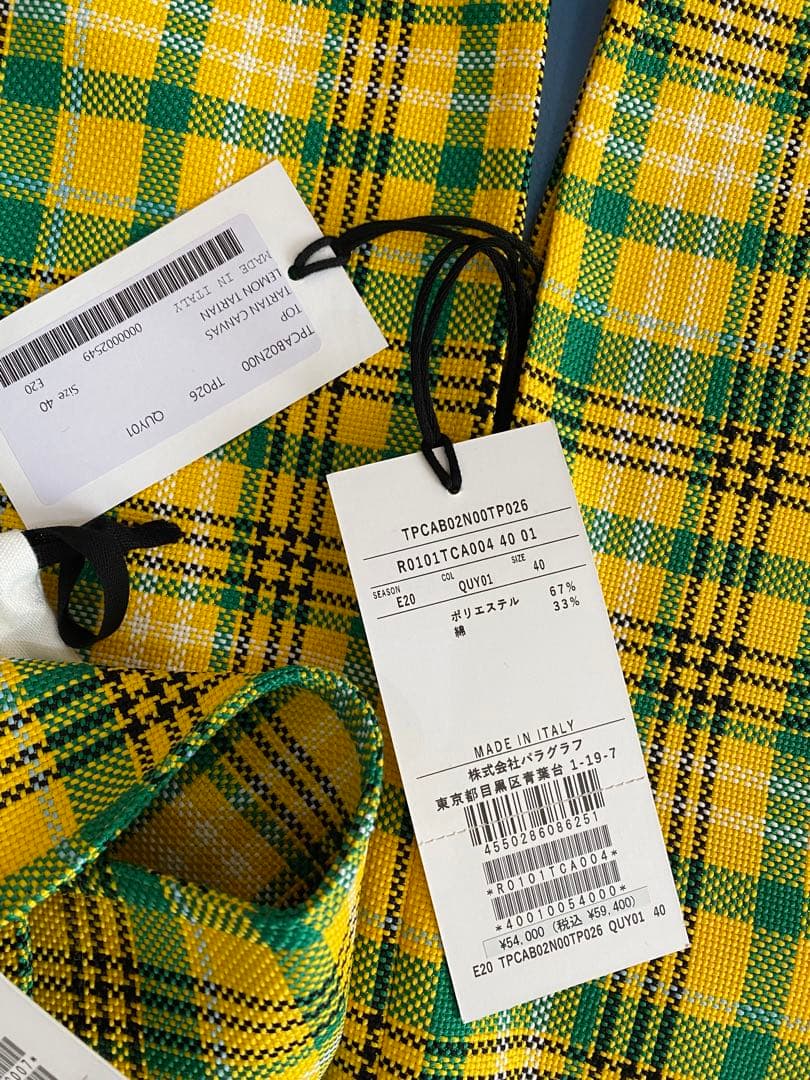 TPCAB02N00 TP026 QUY01
TOP
TARTAN CANVAS
LEMON TARTAN
MADE IN ITALY
0000002549
Size 40
E20
TPCAB02N00TP026
R0101TCA004 40 01
SEASON E20 COL QUY01 SIZE 40
ポリエステル 67%
綿 33%
MADE IN ITALY
株式会社パラグラフ
東京都目黒区青葉台 1-19-7
4550286086251
*R0101TCA004*
*40010054000*
¥54,000 (税込 ¥59,400)
E20 TPCAB02N00TP026 QUY01 40
007*